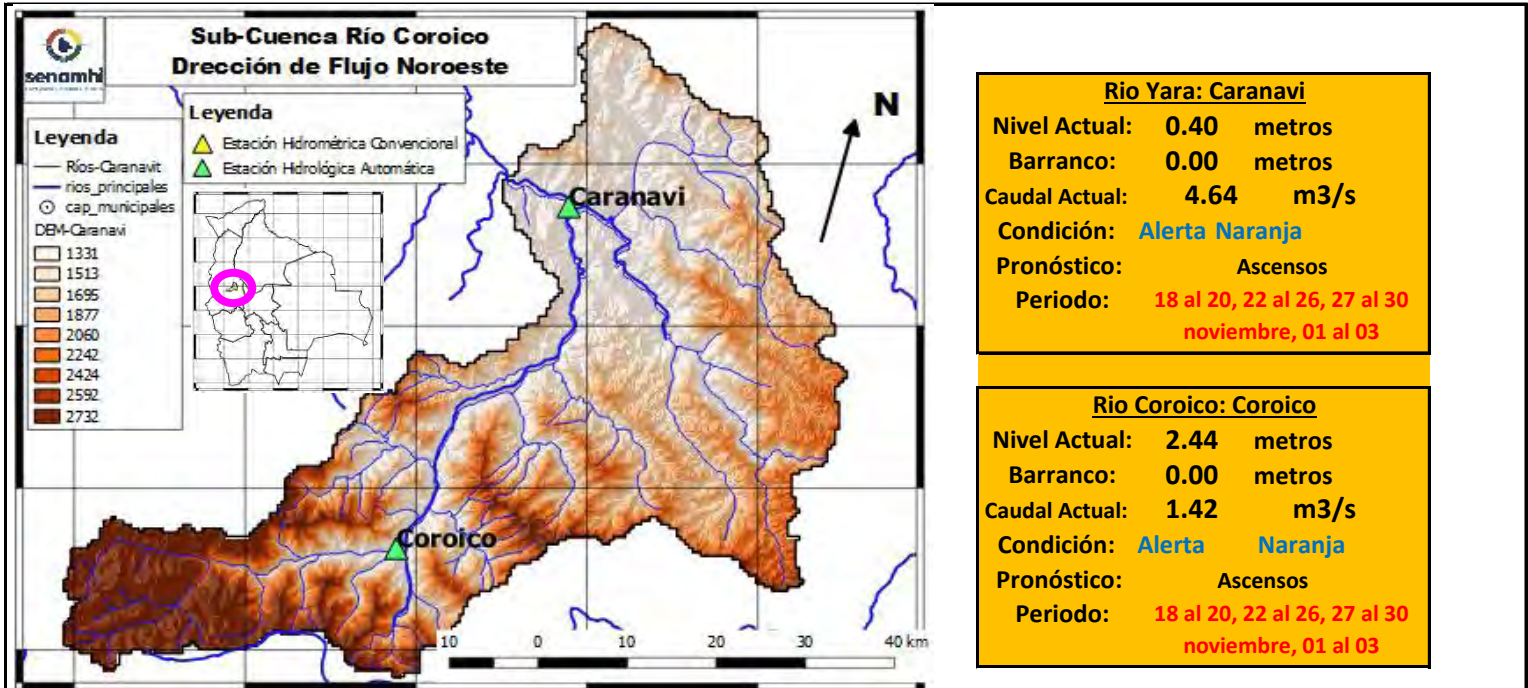 Sub-Cuenca Río Coroico
Drección de Flujo Noroeste
senamhi
Leyenda
Estación Hidrométrica Convencional
Estación Hidrológica Automática
Leyenda
Ríos-Caranavit
rios_principales
cap_municipales
DEM-Caranavi
1331
1513
1695
1877
2060
2242
2424
2592
2732
N
Caranavi
Coroico
10 0 10 20 30 40 km
Rio Yara: Caranavi
Nivel Actual: 0.40 metros
Barranco: 0.00 metros
Caudal Actual: 4.64 m3/s
Condición: Alerta Naranja
Pronóstico: Ascensos
Periodo: 18 al 20, 22 al 26, 27 al 30
noviembre, 01 al 03
Rio Coroico: Coroico
Nivel Actual: 2.44 metros
Barranco: 0.00 metros
Caudal Actual: 1.42 m3/s
Condición: Alerta Naranja
Pronóstico: Ascensos
Periodo: 18 al 20, 22 al 26, 27 al 30
noviembre, 01 al 03